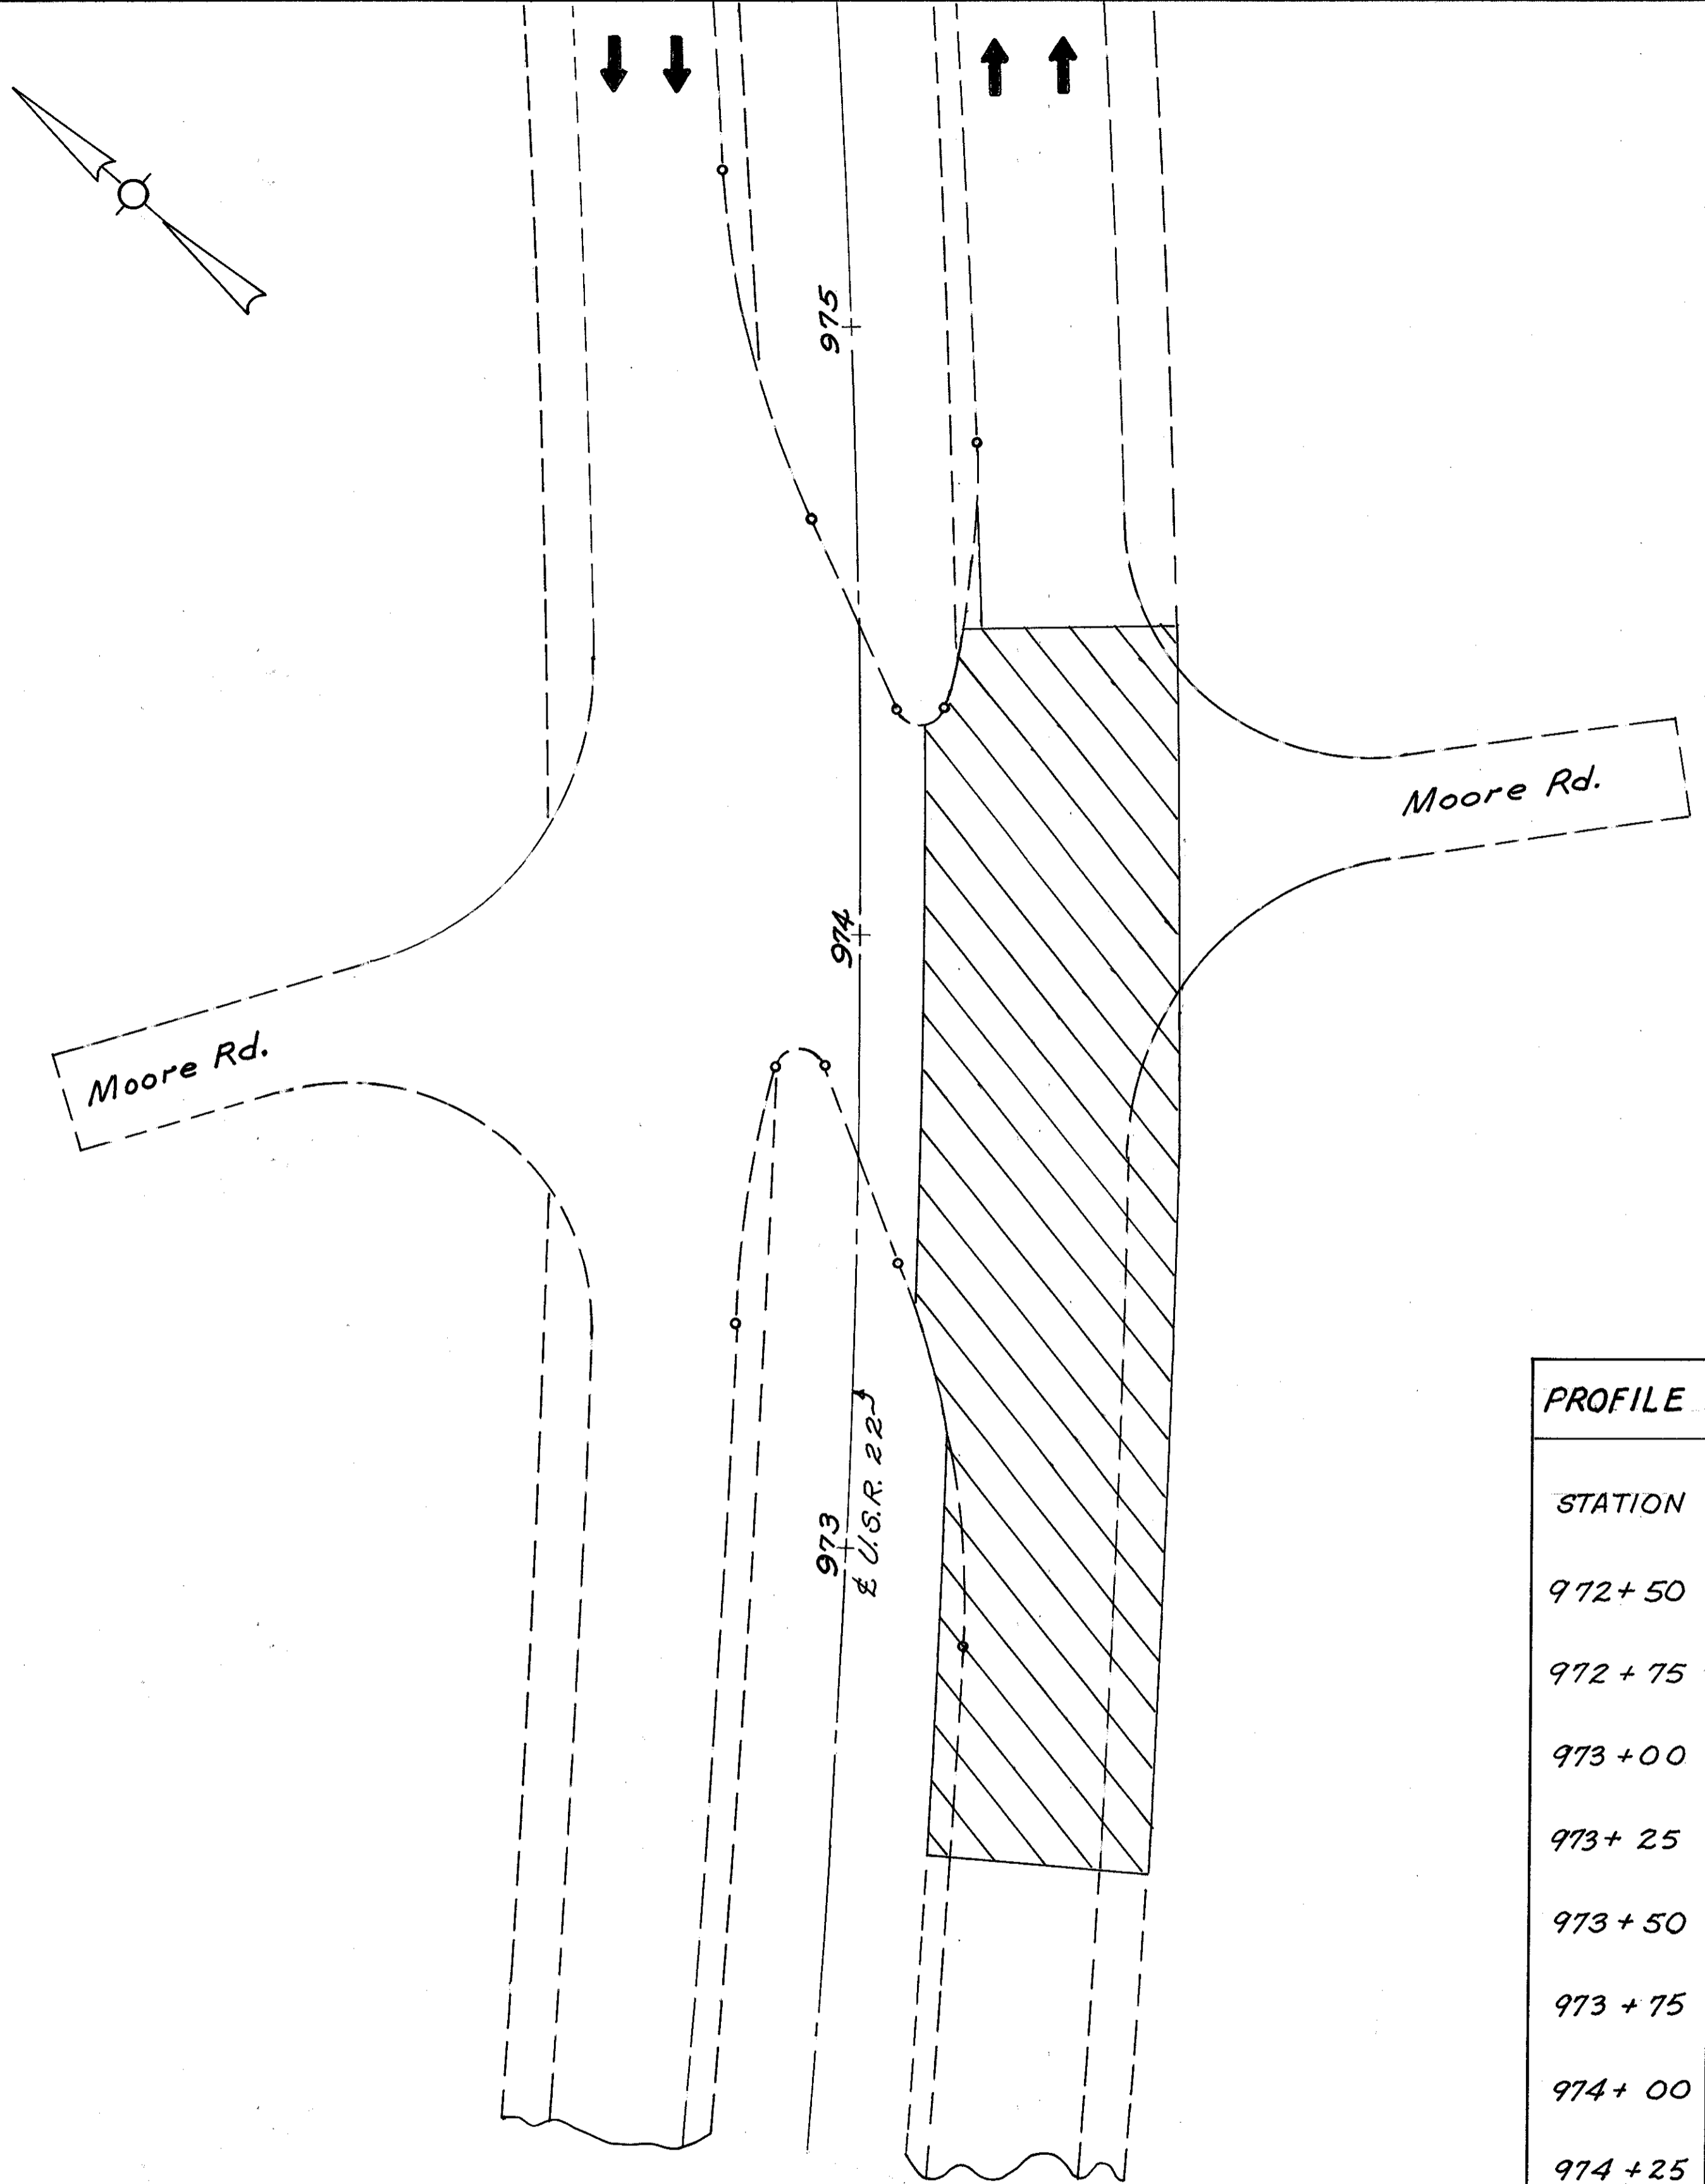 975
974
973
℄ U.S.R. 22
Moore Rd.
Moore Rd.
PROFILE
STATION
972 + 50
972 + 75
973 + 00
973 + 25
973 + 50
973 + 75
974 + 00
974 + 25